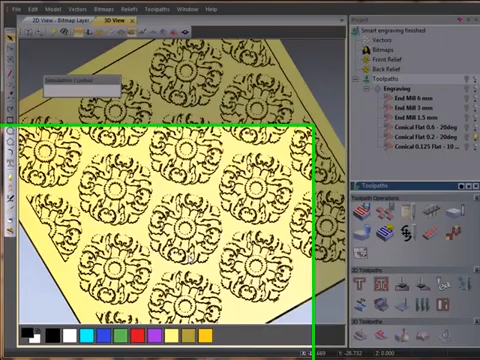 File Edit Model Vectors Bitmaps Reliefs Toolpaths Window Help
2D View - Bitmap Layer
3D View
Simulation Control
Project
Smart engraving finished
Vectors
Bitmaps
Front Relief
Back Relief
Toolpaths
Engraving
End Mill 6 mm
End Mill 3 mm
End Mill 1.5 mm
Conical Flat 0.6 - 20deg
Conical Flat 0.2 - 20deg
Conical 0.125 Flat - 10 ...
Toolpaths
Toolpath Operations
2D Toolpaths
3D Toolpaths
Z: 0.000